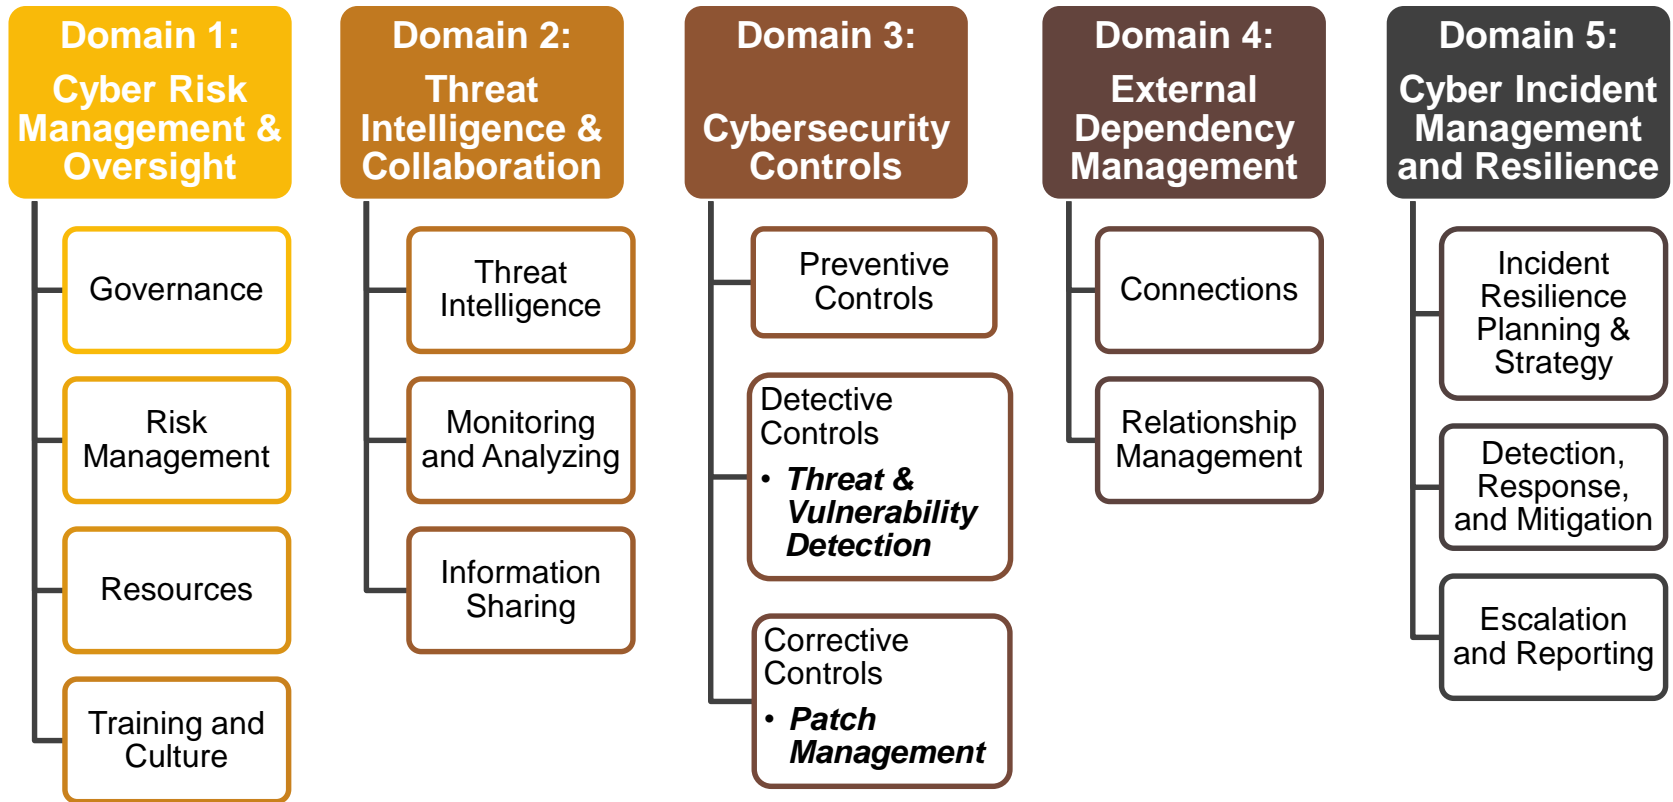 Domain 1:
Cyber Risk
Management &
Oversight
Governance
Risk
Management
Resources
Training and
Culture
Domain 2:
Threat
Intelligence &
Collaboration
Threat
Intelligence
Monitoring
and Analyzing
Information
Sharing
Domain 3:
Cybersecurity
Controls
Preventive
Controls
Detective
Controls
• Threat &
Vulnerability
Detection
Corrective
Controls
• Patch
Management
Domain 4:
External
Dependency
Management
Connections
Relationship
Management
Domain 5:
Cyber Incident
Management
and Resilience
Incident
Resilience
Planning &
Strategy
Detection,
Response,
and Mitigation
Escalation
and Reporting